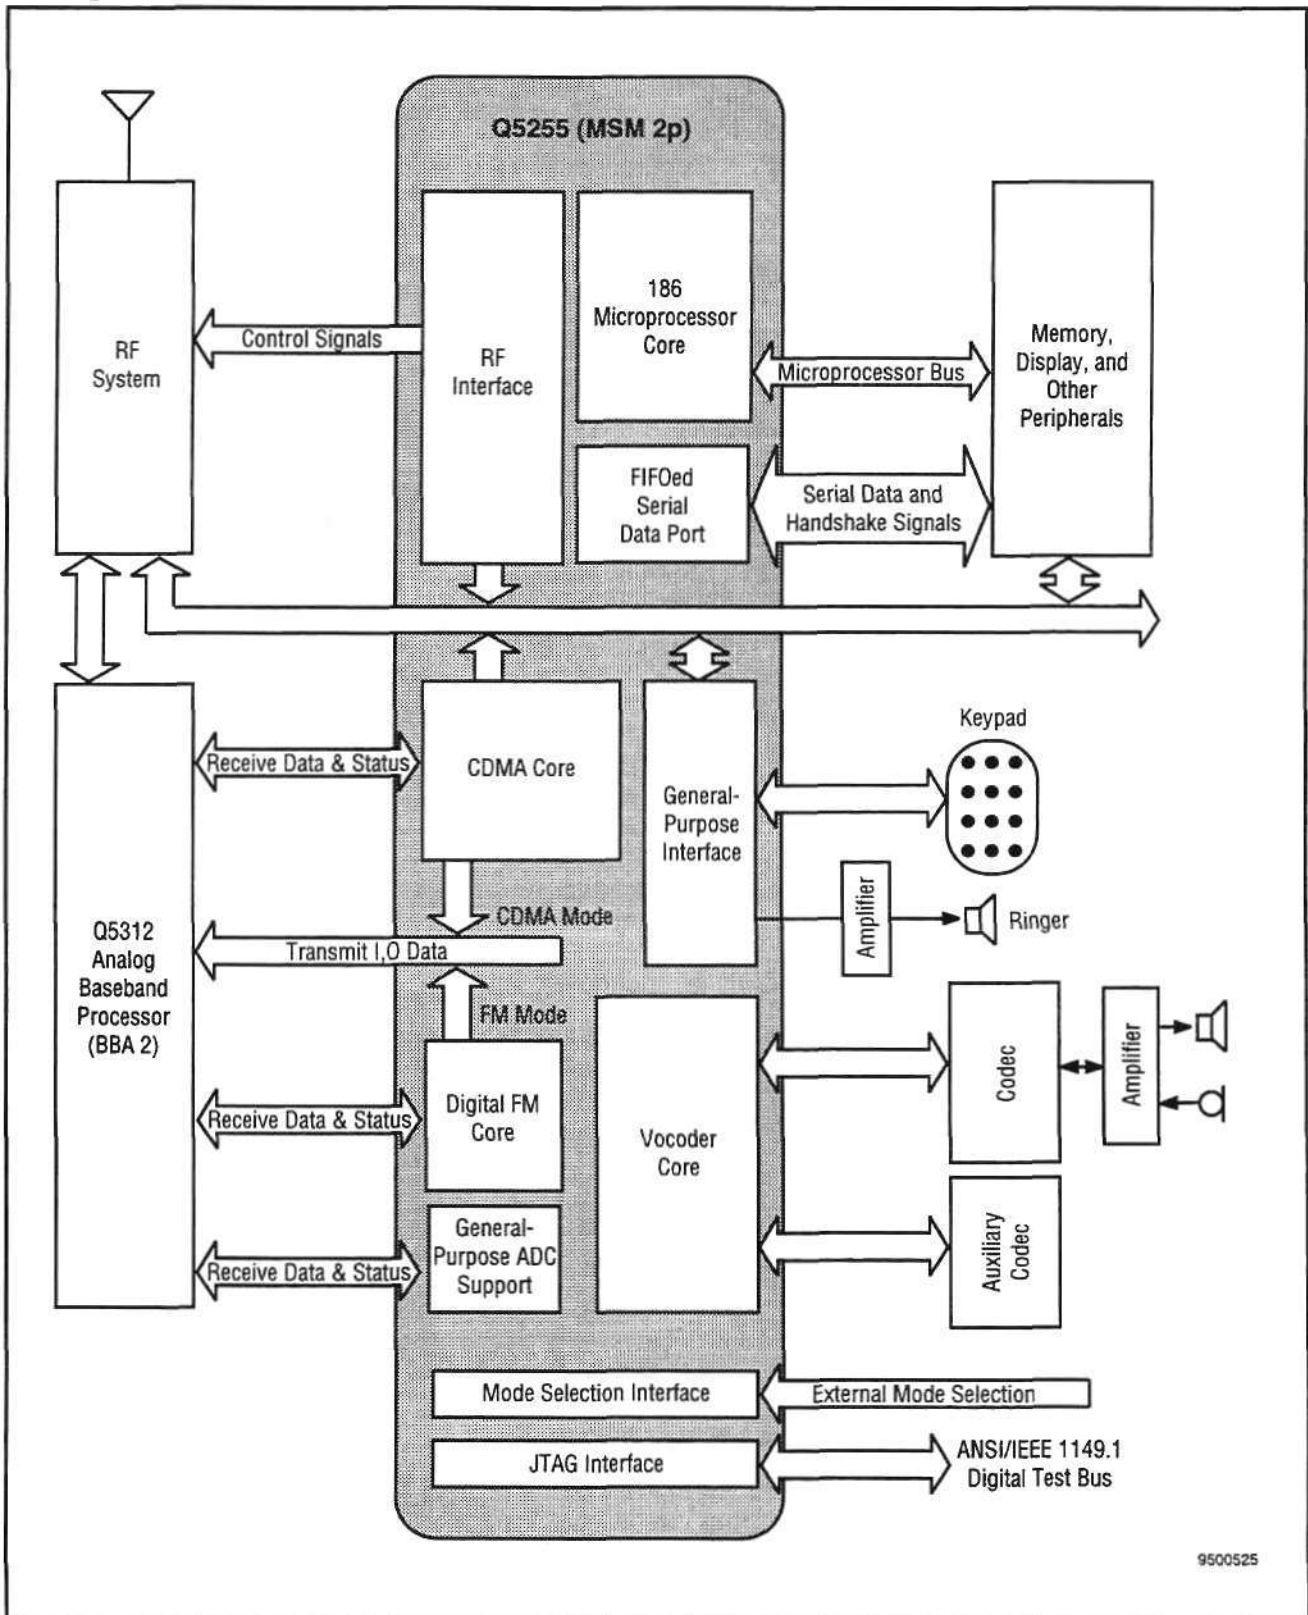 Q5255 (MSM 2p)
RF
System
Control Signals
RF
Interface
186
Microprocessor
Core
Microprocessor Bus
Memory,
Display, and
Other
Peripherals
FIFOed
Serial
Data Port
Serial Data and
Handshake Signals
Receive Data & Status
CDMA Core
General-
Purpose
Interface
Keypad
Amplifier
Ringer
CDMA Mode
Transmit I,O Data
FM Mode
Q5312
Analog
Baseband
Processor
(BBA 2)
Receive Data & Status
Digital FM
Core
Vocoder
Core
Codec
Amplifier
Receive Data & Status
General-
Purpose ADC
Support
Auxiliary
Codec
Mode Selection Interface
External Mode Selection
JTAG Interface
ANSI/IEEE 1149.1
Digital Test Bus
9500525